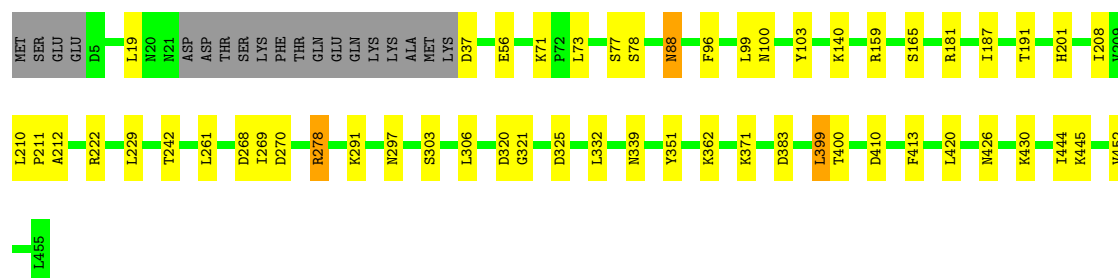 MET SER GLU GLU D5 L19 N20 N21 ASP ASP THR SER LYS PHE THR GLN GLU GLN LYS LYS ALA MET LYS D37 E56 K71 P72 L73 S77 S78 N88 F96 L99 N100 Y103 K140 R159 S165 R181 I187 T191 H201 I208 V209
L210 P211 A212 R222 L229 T242 L261 D268 I269 D270 R278 K291 N297 S303 L306 D320 G321 D325 L332 N339 Y351 K362 K371 D383 L399 T400 D410 F413 L420 N426 K430 I444 K445
L455